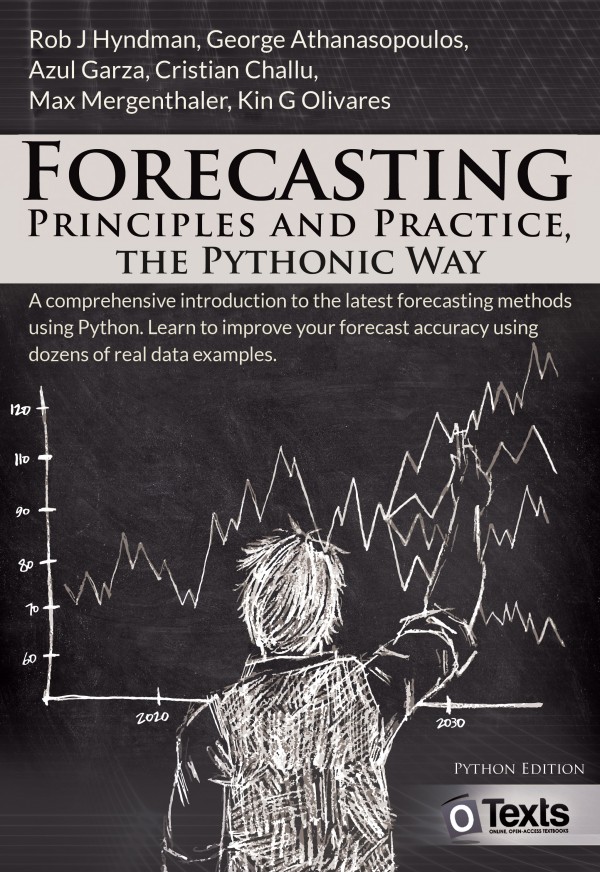 Rob J Hyndman, George Athanasopoulos,
Azul Garza, Cristian Challu,
Max Mergenthaler, Kin G Olivares
FORECASTING
PRINCIPLES AND PRACTICE,
THE PYTHONIC WAY
A comprehensive introduction to the latest forecasting methods
using Python. Learn to improve your forecast accuracy using
dozens of real data examples.
120
110
90
80
70
60
2020
2030
PYTHON EDITION
OTexts
ONLINE, OPEN-ACCESS TEXTBOOKS